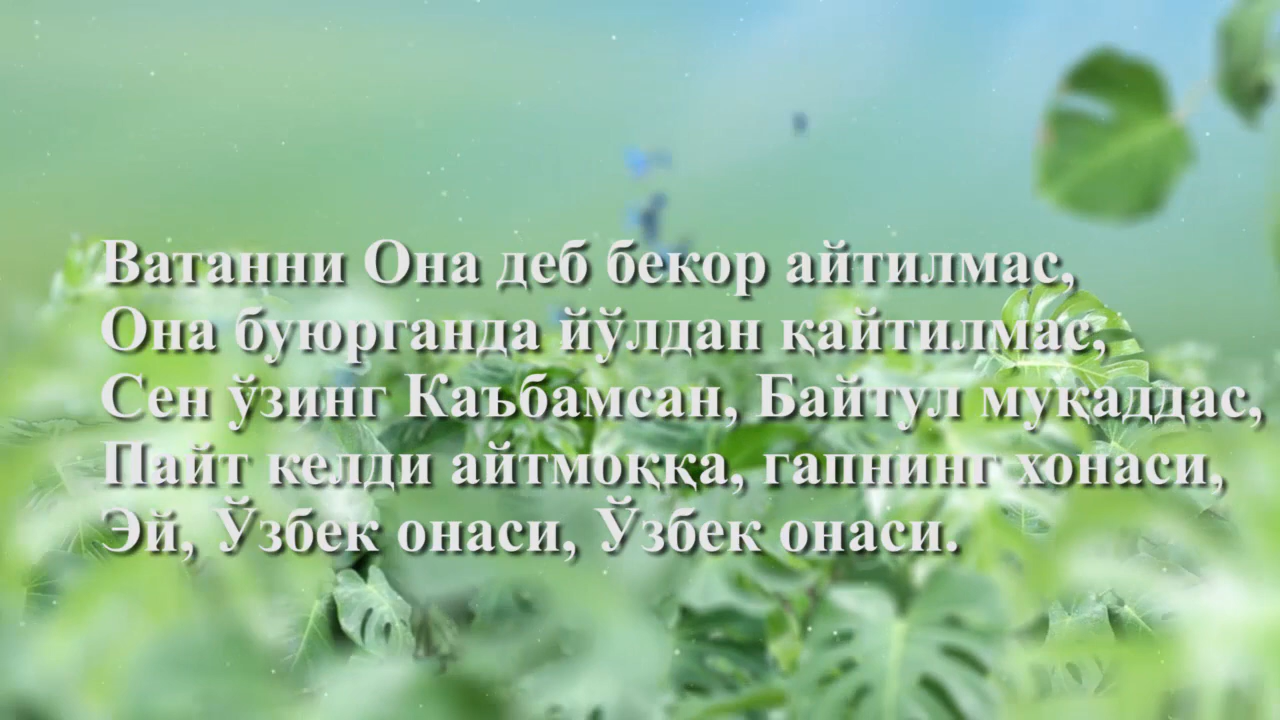 Ватанни Она деб бекор айтилмас,
Она буюрганда йўлдан қайтилмас,
Сен ўзинг Каъбамсан, Байтул муқаддас,
Пайт келди айтмоққа, гапнинг хонаси,
Эй, Ўзбек онаси, Ўзбек онаси.